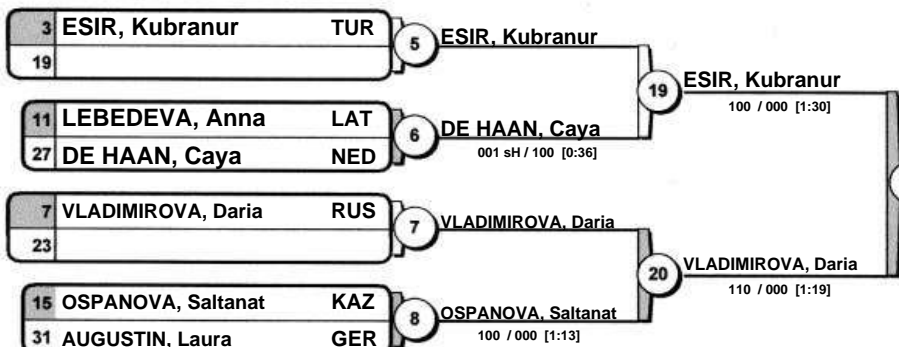 3 ESIR, Kubranur TUR
19
5
ESIR, Kubranur
11 LEBEDEVA, Anna LAT
27 DE HAAN, Caya NED
6
DE HAAN, Caya
001 sH / 100 [0:36]
19
ESIR, Kubranur
100 / 000 [1:30]
7 VLADIMIROVA, Daria RUS
23
7
VLADIMIROVA, Daria
15 OSPANOVA, Saltanat KAZ
31 AUGUSTIN, Laura GER
8
OSPANOVA, Saltanat
100 / 000 [1:13]
20
VLADIMIROVA, Daria
110 / 000 [1:19]